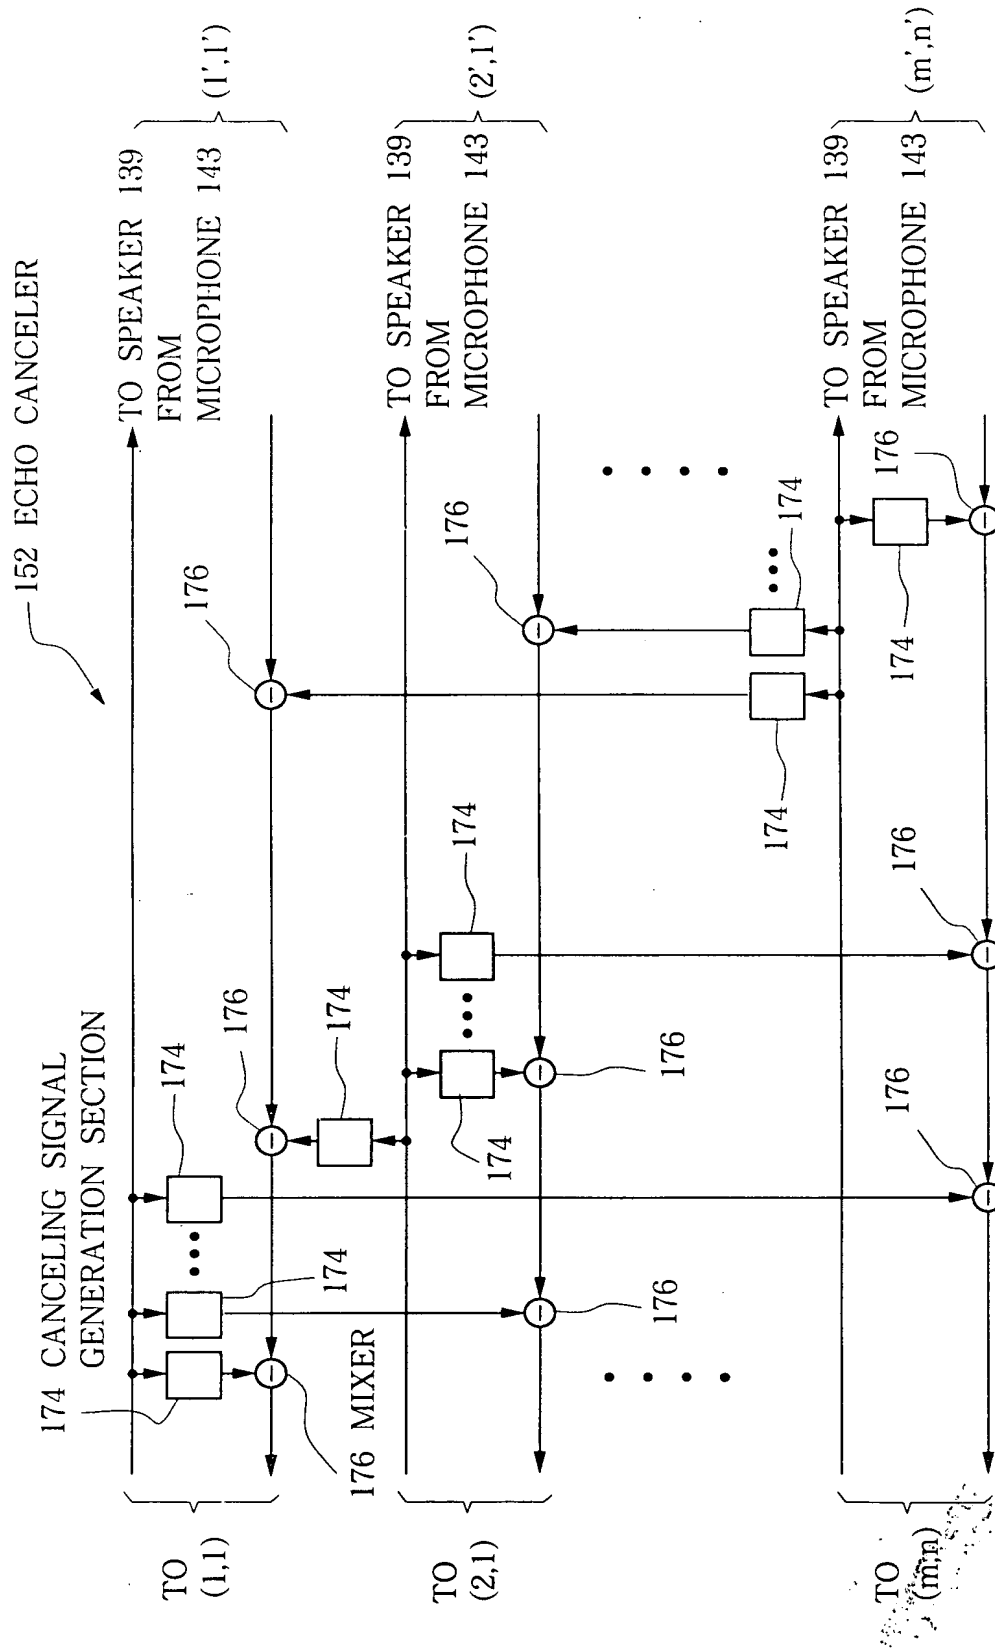 152 ECHO CANCELER
174 CANCELING SIGNAL
GENERATION SECTION
TO SPEAKER 139
FROM
MICROPHONE 143
(1',1')
TO
(1,1)
174
174
174
176
176
176 MIXER
TO SPEAKER 139
FROM
MICROPHONE 143
(2',1')
TO
(2,1)
174
174
176
176
176
TO SPEAKER 139
FROM
MICROPHONE 143
(m',n')
TO
(m,n)
174
174
174
176
176
176